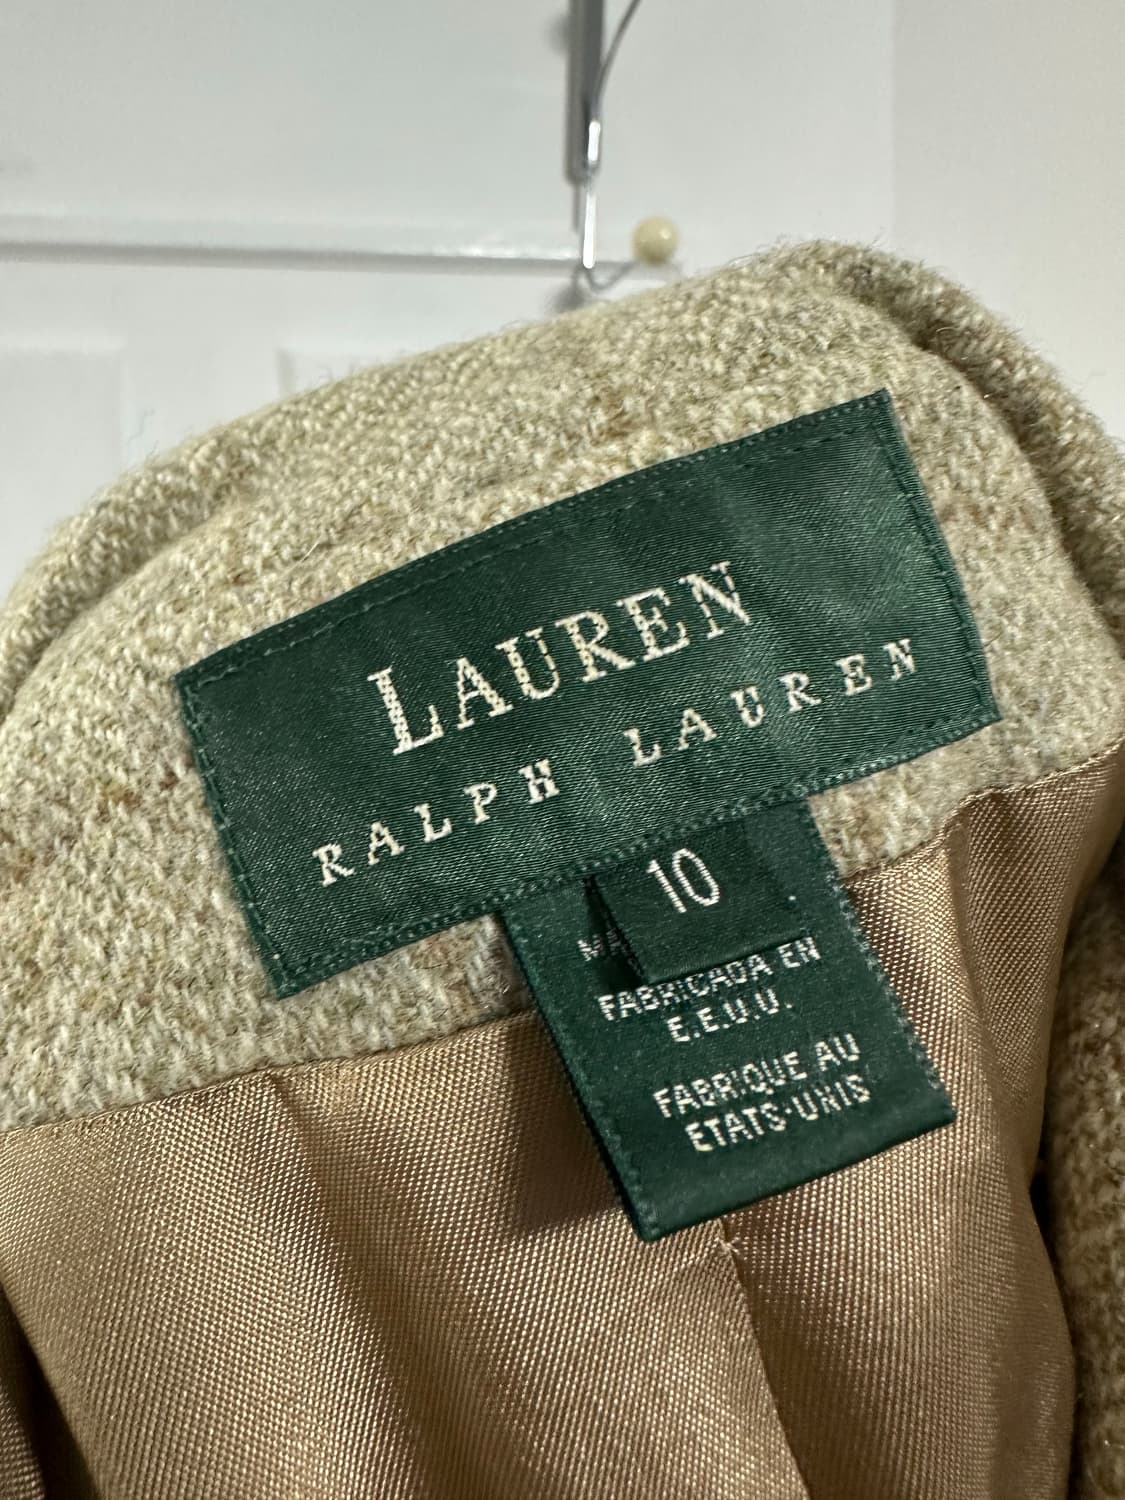 LAUREN
RALPH LAUREN
10
FABRICADA EN
E.E.U.U.
FABRIQUE AU
ETATS-UNIS